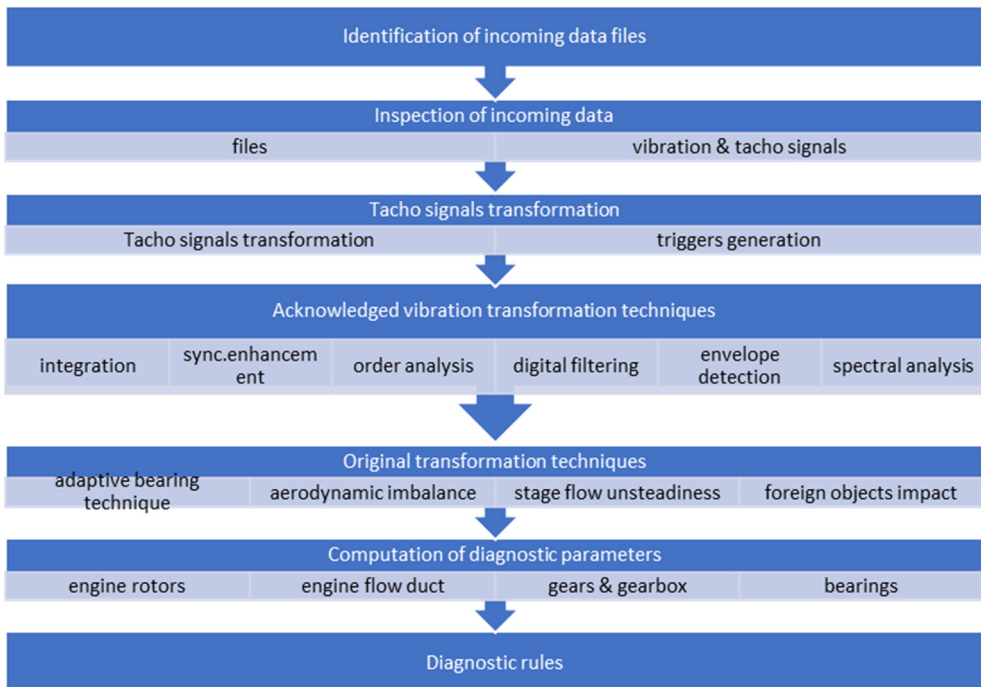 Identification of incoming data files
Inspection of incoming data
files
vibration & tacho signals
Tacho signals transformation
Tacho signals transformation
triggers generation
Acknowledged vibration transformation techniques
integration
sync.enhancem
ent
order analysis
digital filtering
envelope
detection
spectral analysis
Original transformation techniques
adaptive bearing
technique
aerodynamic imbalance
stage flow unsteadiness
foreign objects impact
Computation of diagnostic parameters
engine rotors
engine flow duct
gears & gearbox
bearings
Diagnostic rules